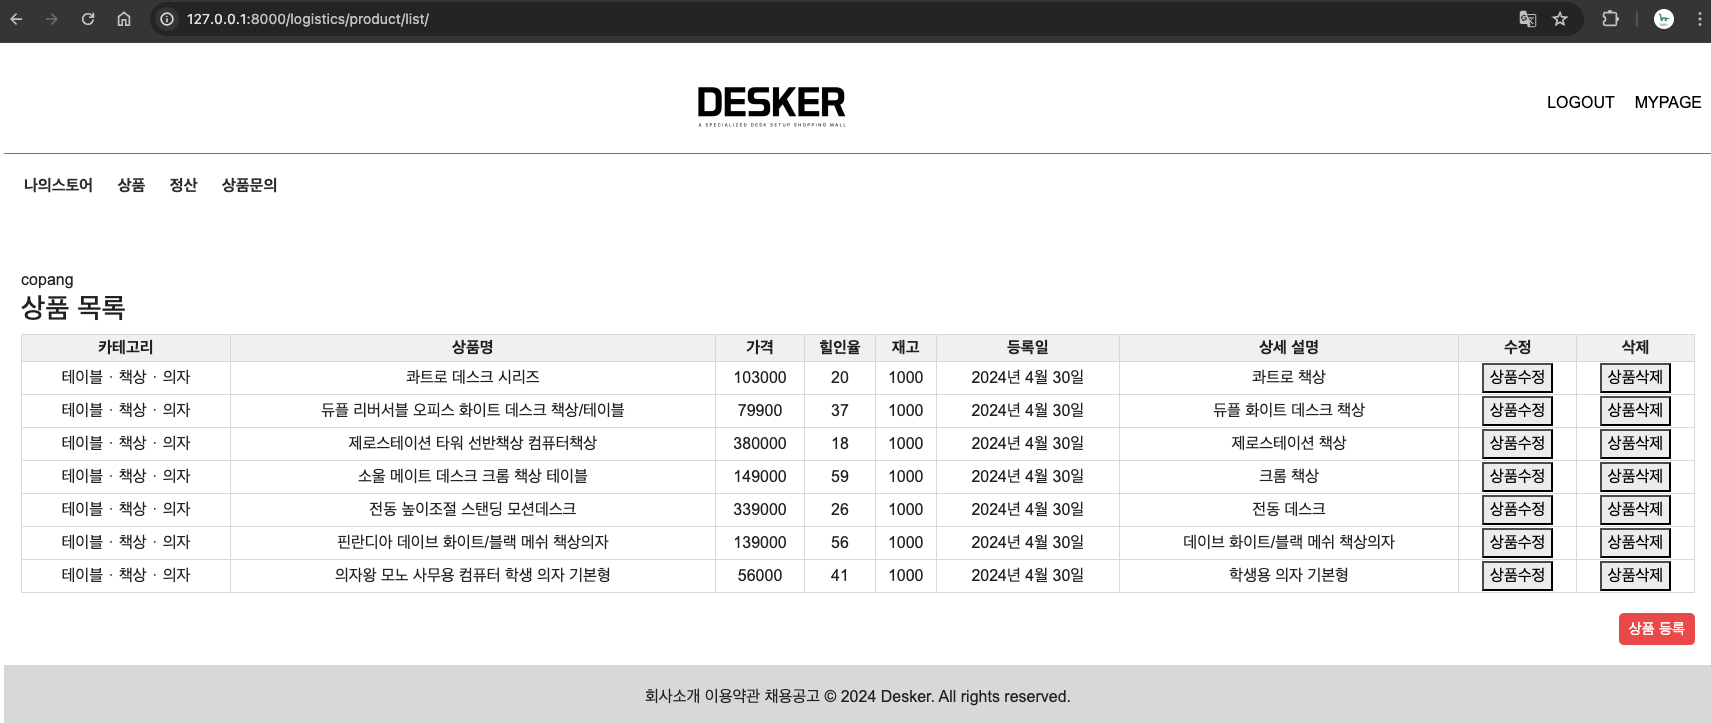 127.0.0.1:8000/logistics/product/list/
DESKER
A SPECIALIZED DESK SETUP SHOPPING MALL
LOGOUT MYPAGE
나의스토어 상품 정산 상품문의
copang
상품 목록
카테고리 상품명 가격 힐인율 재고 등록일 상세 설명 수정 삭제
테이블 · 책상 · 의자 콰트로 데스크 시리즈 103000 20 1000 2024년 4월 30일 콰트로 책상 상품수정 상품삭제
테이블 · 책상 · 의자 듀플 리버서블 오피스 화이트 데스크 책상/테이블 79900 37 1000 2024년 4월 30일 듀플 화이트 데스크 책상 상품수정 상품삭제
테이블 · 책상 · 의자 제로스테이션 타워 선반책상 컴퓨터책상 380000 18 1000 2024년 4월 30일 제로스테이션 책상 상품수정 상품삭제
테이블 · 책상 · 의자 소울 메이트 데스크 크롬 책상 테이블 149000 59 1000 2024년 4월 30일 크롬 책상 상품수정 상품삭제
테이블 · 책상 · 의자 전동 높이조절 스탠딩 모션데스크 339000 26 1000 2024년 4월 30일 전동 데스크 상품수정 상품삭제
테이블 · 책상 · 의자 핀란디아 데이브 화이트/블랙 메쉬 책상의자 139000 56 1000 2024년 4월 30일 데이브 화이트/블랙 메쉬 책상의자 상품수정 상품삭제
테이블 · 책상 · 의자 의자왕 모노 사무용 컴퓨터 학생 의자 기본형 56000 41 1000 2024년 4월 30일 학생용 의자 기본형 상품수정 상품삭제
상품 등록
회사소개 이용약관 채용공고 © 2024 Desker. All rights reserved.